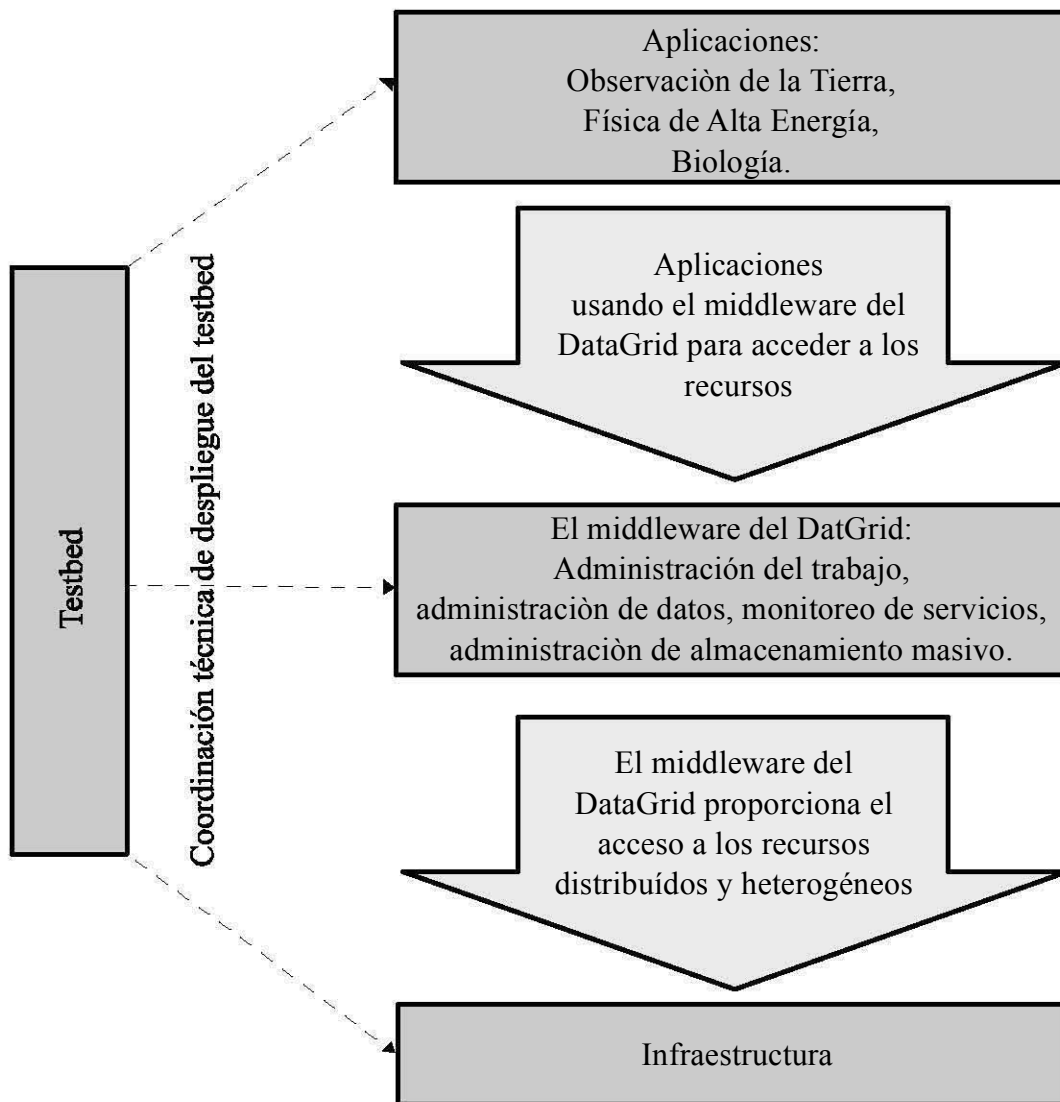 Aplicaciones:
Observaciòn de la Tierra,
Física de Alta Energía,
Biología.
Aplicaciones
usando el middleware del
DataGrid para acceder a los
recursos
Testbed
Coordinación técnica de despliegue del testbed
El middleware del DatGrid:
Administración del trabajo,
administraciòn de datos, monitoreo de servicios,
administraciòn de almacenamiento masivo.
El middleware del
DataGrid proporciona el
acceso a los recursos
distribuídos y heterogéneos
Infraestructura